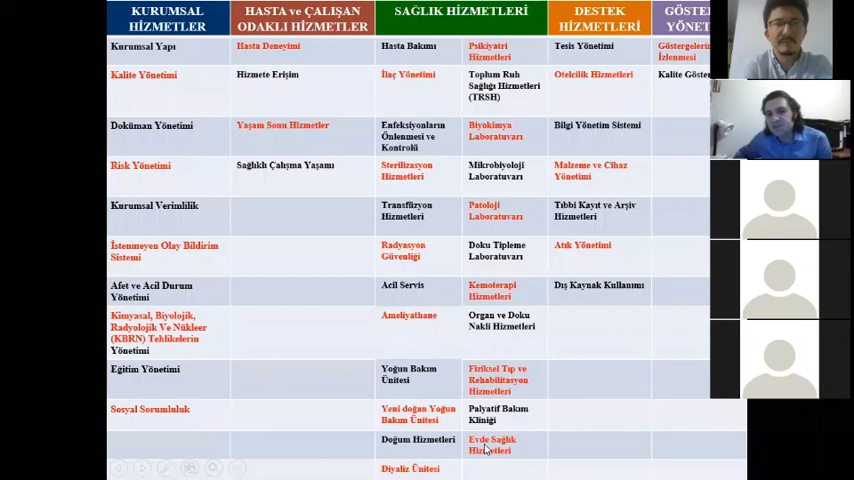 KURUMSAL
HİZMETLER
HASTA ve ÇALIŞAN
ODAKLI HİZMETLER
SAĞLIK HİZMETLERİ
DESTEK
HİZMETLERİ
Kurumsal Yapı
Hasta Deneyimi
Hasta Bakımı
Psikiyatri
Hizmetleri
Tesis Yönetimi
İzlenmesi
Kalite Yönetimi
Hizmete Erişim
İlaç Yönetimi
Toplum Ruh
Sağlığı Hizmetleri
(TRSH)
Otelcilik Hizmetleri
Kalite
Doküman Yönetimi
Yaşam Sonu Hizmetler
Enfeksiyonların
Önlenmesi ve
Kontrolü
Biyokimya
Laboratuvarı
Bilgi Yönetim Sistemi
Risk Yönetimi
Sağlıklı Çalışma Yaşamı
Sterilizasyon
Hizmetleri
Mikrobiyoloji
Laboratuvarı
Malzeme ve Cihaz
Yönetimi
Kurumsal Verimlilik
Transfüzyon
Hizmetleri
Patoloji
Laboratuvarı
Tıbbi Kayıt ve Arşiv
Hizmetleri
İstenmeyen Olay Bildirim
Sistemi
Radyasyon
Güvenliği
Doku Tipleme
Laboratuvarı
Atık Yönetimi
Afet ve Acil Durum
Yönetimi
Acil Servis
Kemoterapi
Hizmetleri
Dış Kaynak Kullanımı
Kimyasal, Biyolojik,
Radyolojik Ve Nükleer
(KBRN) Tehlikelerin
Yönetimi
Ameliyathane
Organ ve Doku
Nakli Hizmetleri
Eğitim Yönetimi
Yoğun Bakım
Ünitesi
Fiziksel Tıp ve
Rehabilitasyon
Hizmetleri
Sosyal Sorumluluk
Yeni doğan Yoğun
Bakım Ünitesi
Palyatif Bakım
Kliniği
Doğum Hizmetleri
Evde Sağlık
Hizmetleri
Diyaliz Ünitesi